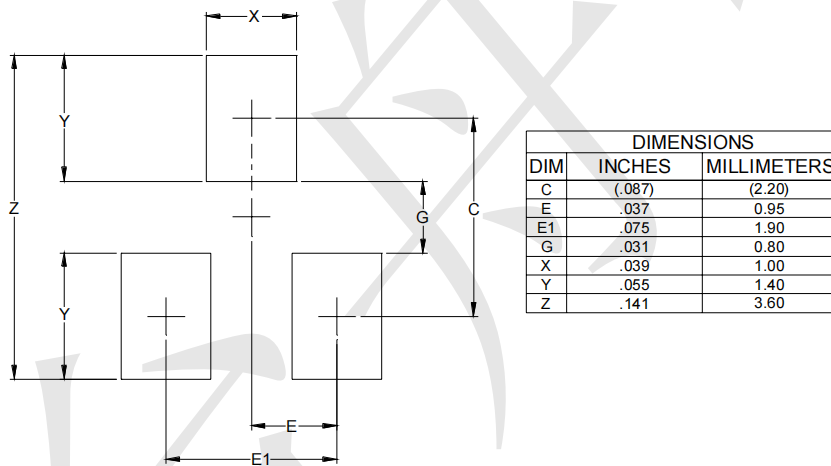 X
Y
Z
C
G
Y
E
E1
DIMENSIONS
DIM INCHES MILLIMETERS
C (.087) (2.20)
E .037 0.95
E1 .075 1.90
G .031 0.80
X .039 1.00
Y .055 1.40
Z .141 3.60